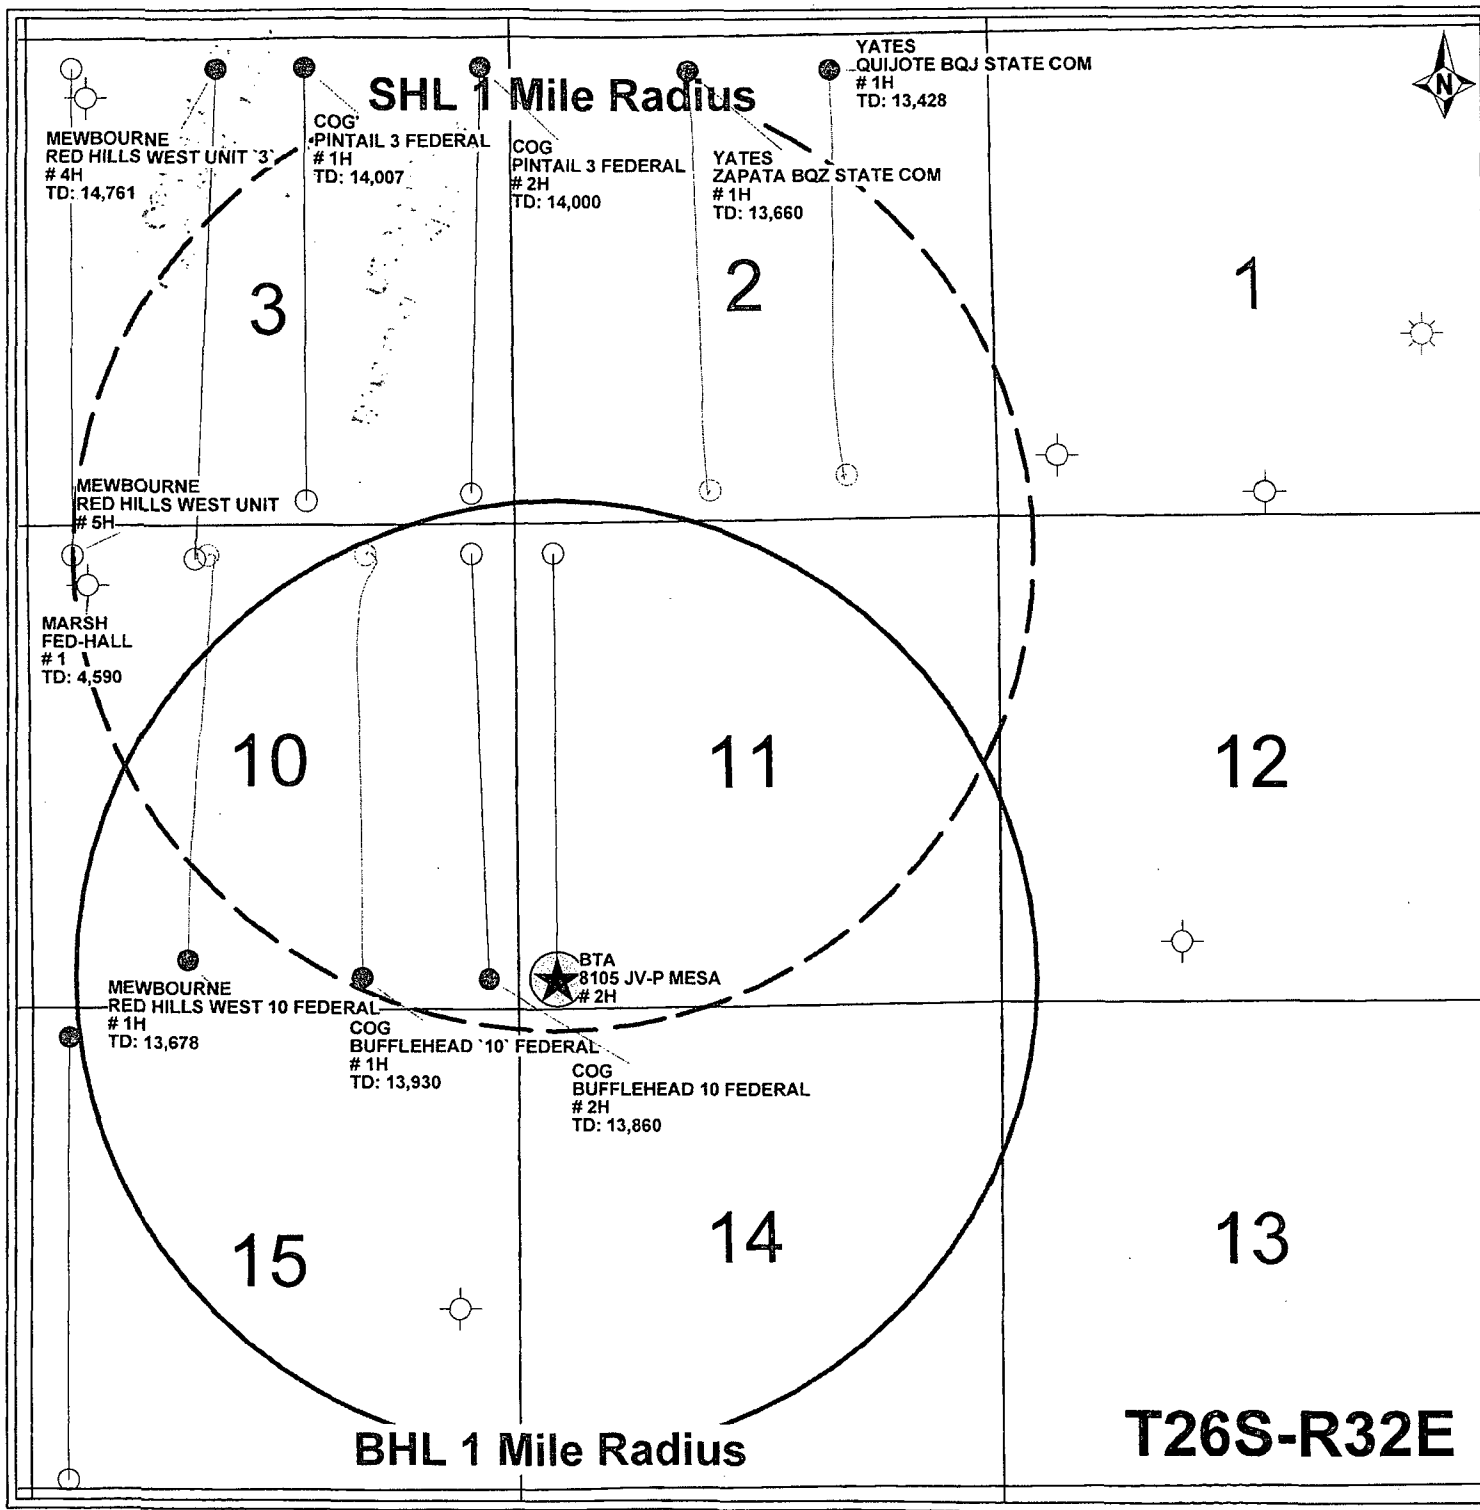 YATES
QUIJOTE BQJ STATE COM
# 1H
TD: 13,428
N
SHL 1 Mile Radius
MEWBOURNE
RED HILLS WEST UNIT `3`
# 4H
TD: 14,761
COG
PINTAIL 3 FEDERAL
# 1H
TD: 14,007
COG
PINTAIL 3 FEDERAL
# 2H
TD: 14,000
YATES
ZAPATA BQZ STATE COM
# 1H
TD: 13,660
3
2
1
MEWBOURNE
RED HILLS WEST UNIT
# 5H
MARSH
FED-HALL
# 1
TD: 4,590
10
11
12
BTA
8105 JV-P MESA
# 2H
MEWBOURNE
RED HILLS WEST 10 FEDERAL
# 1H
TD: 13,678
COG
BUFFLEHEAD `10` FEDERAL
# 1H
TD: 13,930
COG
BUFFLEHEAD 10 FEDERAL
# 2H
TD: 13,860
15
14
13
BHL 1 Mile Radius
T26S-R32E